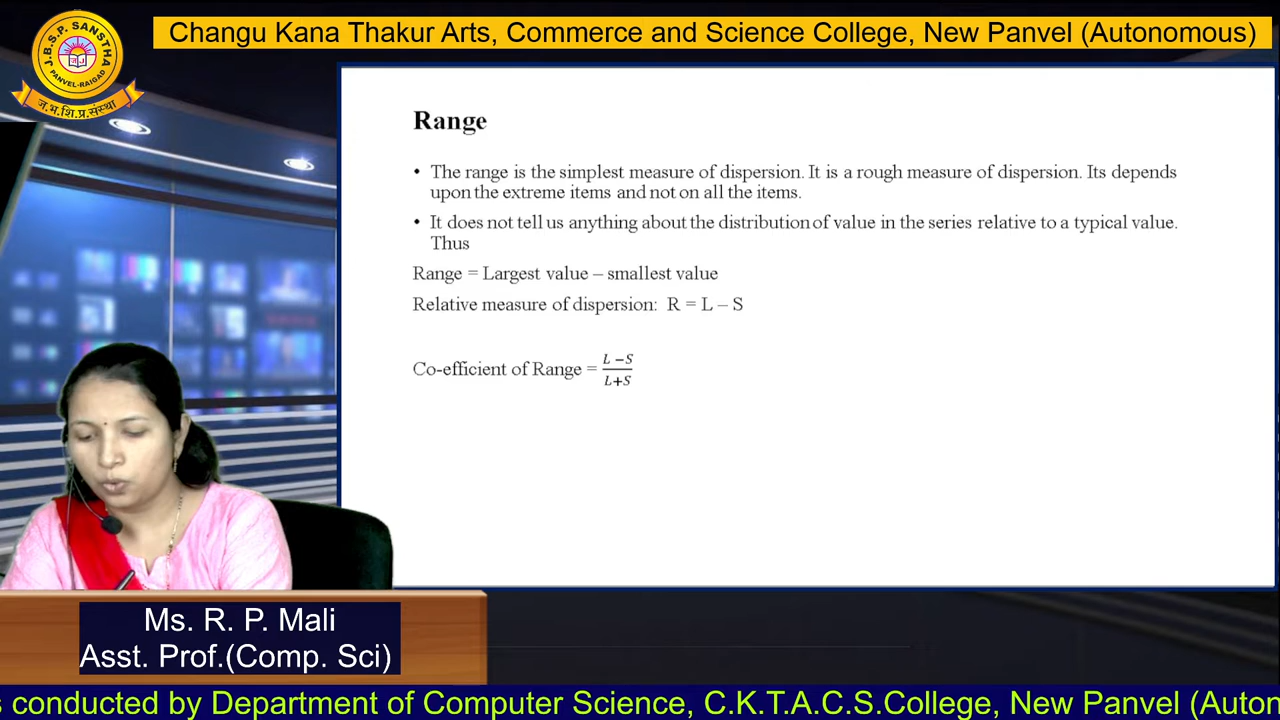 Changu Kana Thakur Arts, Commerce and Science College, New Panvel (Autonomous)
J.B.S.P. SANSTHA
PANVEL-RAIGAD
ज.भ.शि.प्र.संस्था
Range
• The range is the simplest measure of dispersion. It is a rough measure of dispersion. Its depends
upon the extreme items and not on all the items.
• It does not tell us anything about the distribution of value in the series relative to a typical value.
Thus
Range = Largest value – smallest value
Relative measure of dispersion: R = L – S
Co-efficient of Range = \frac{L-S}{L+S}
Ms. R. P. Mali
Asst. Prof.(Comp. Sci)
s conducted by Department of Computer Science, C.K.T.A.C.S.College, New Panvel (Auton